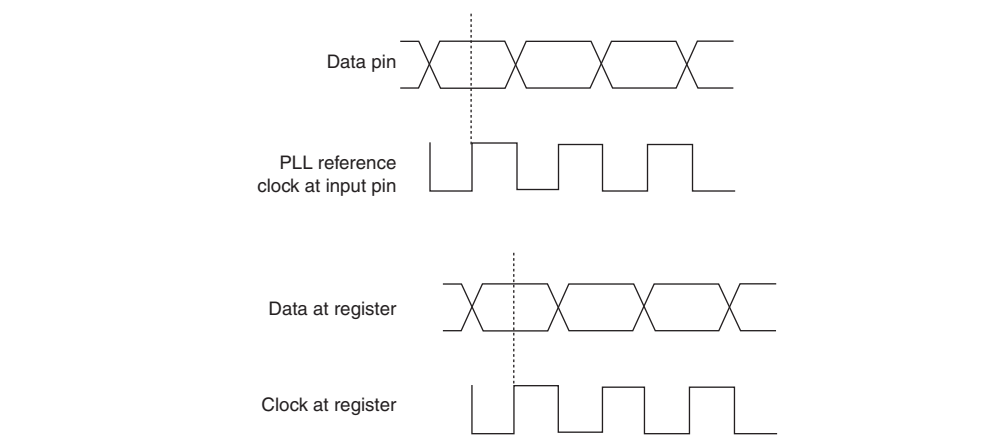 Data pin
PLL reference
clock at input pin
Data at register
Clock at register